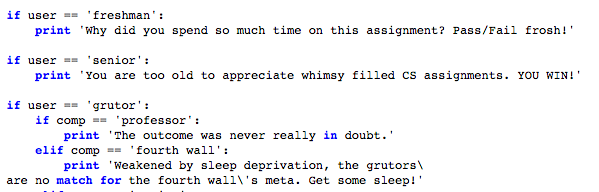 if user == 'freshman':
    print 'Why did you spend so much time on this assignment? Pass/Fail frosh!'

if user == 'senior':
    print 'You are too old to appreciate whimsy filled CS assignments. YOU WIN!'

if user == 'grutor':
    if comp == 'professor':
        print 'The outcome was never really in doubt.'
    elif comp == 'fourth wall':
        print 'Weakened by sleep deprivation, the grutors\
are no match for the fourth wall\'s meta. Get some sleep!'